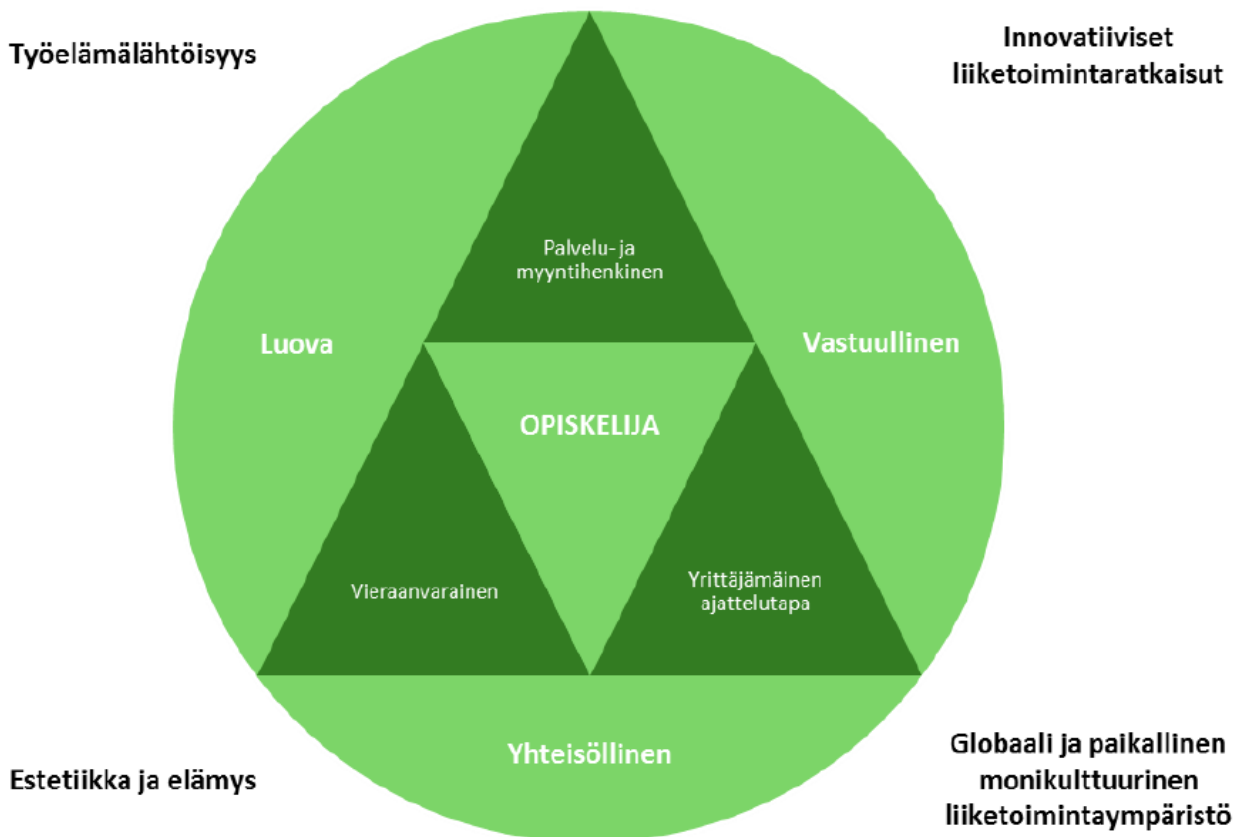 Työelämälähtöisyys
Innovatiiviset
liiketoimintaratkaisut
Palvelu- ja
myyntihenkinen
Luova
Vastuullinen
OPISKELIJA
Vieraanvarainen
Yrittäjämäinen
ajattelutapa
Yhteisöllinen
Estetiikka ja elämys
Globaali ja paikallinen
monikulttuurinen
liiketoimintaympäristö